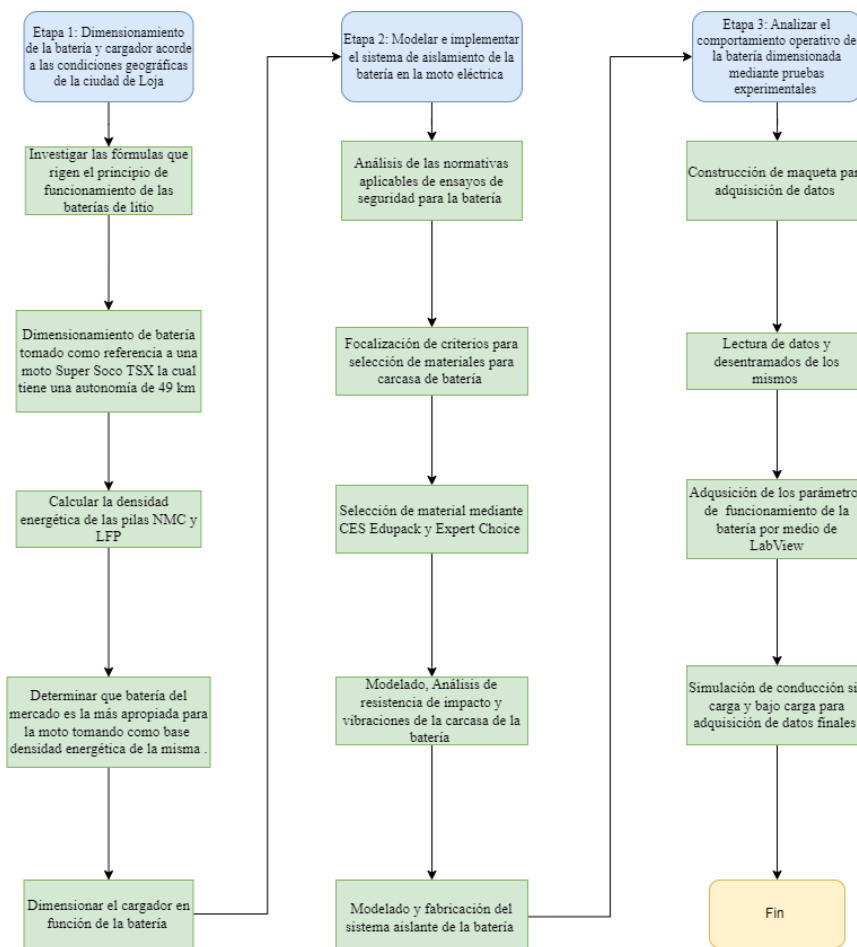 Etapa 1: Dimensionamiento
de la batería y cargador acorde
a las condiciones geográficas
de la ciudad de Loja
Investigar las fórmulas que
rigen el principio de
funcionamiento de las
baterías de litio
Dimensionamiento de batería
tomado como referencia a una
moto Super Soco TSX la cual
tiene una autonomía de 49 km
Calcular la densidad
energética de las pilas NMC y
LFP
Determinar que batería del
mercado es la más apropiada para
la moto tomando como base
densidad energética de la misma .
Dimensionar el cargador en
función de la batería
Etapa 2: Modelar e implementar
el sistema de aislamiento de la
batería en la moto eléctrica
Análisis de las normativas
aplicables de ensayos de
seguridad para la batería
Focalización de criterios para
selección de materiales para
carcasa de batería
Selección de material mediante
CES Edupack y Expert Choice
Modelado, Análisis de
resistencia de impacto y
vibraciones de la carcasa de la
batería
Modelado y fabricación del
sistema aislante de la batería
Etapa 3: Analizar el
comportamiento operativo de
la batería dimensionada
mediante pruebas
experimentales
Construcción de maqueta par
adquisición de datos
Lectura de datos y
desentramados de los
mismos
Adqusición de los parámetro
de funcionamiento de la
batería por medio de
LabView
Simulación de conducción si
carga y bajo carga para
adquisición de datos finales
Fin